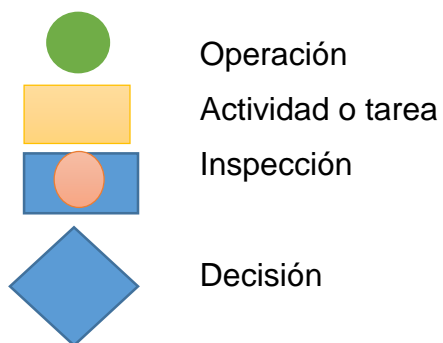 Operación
Actividad o tarea
Inspección
Decisión